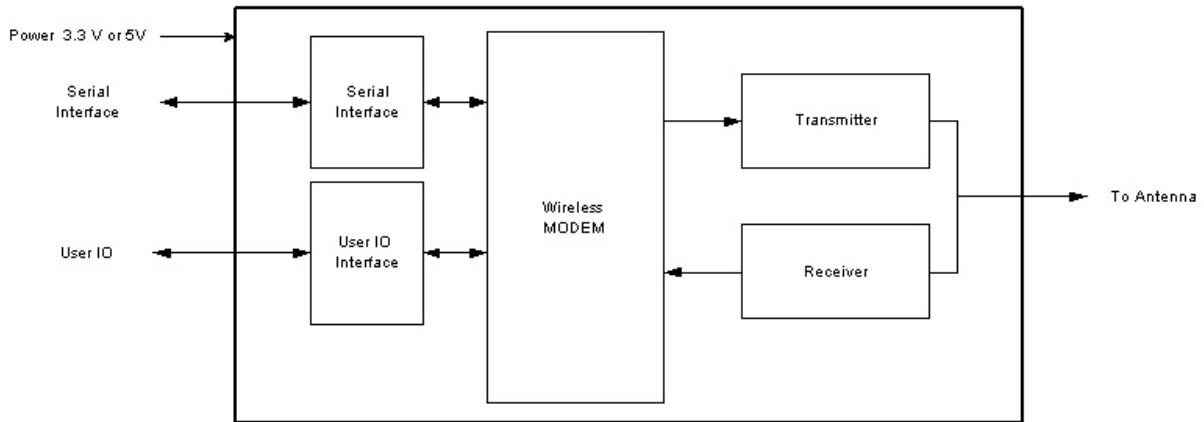 Power 3.3 V or 5V
Serial
Interface
Serial
Interface
Transmitter
Wireless
MODEM
To Antenna
User IO
User IO
Interface
Receiver